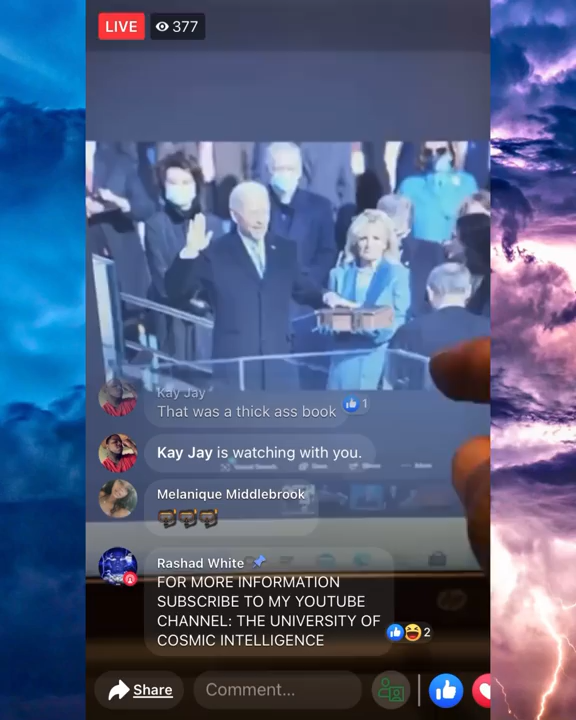 LIVE 377
Kay Jay
That was a thick ass book 1
Kay Jay is watching with you.
Melanique Middlebrook
Rashad White
FOR MORE INFORMATION
SUBSCRIBE TO MY YOUTUBE
CHANNEL: THE UNIVERSITY OF
COSMIC INTELLIGENCE 2
Share Comment...